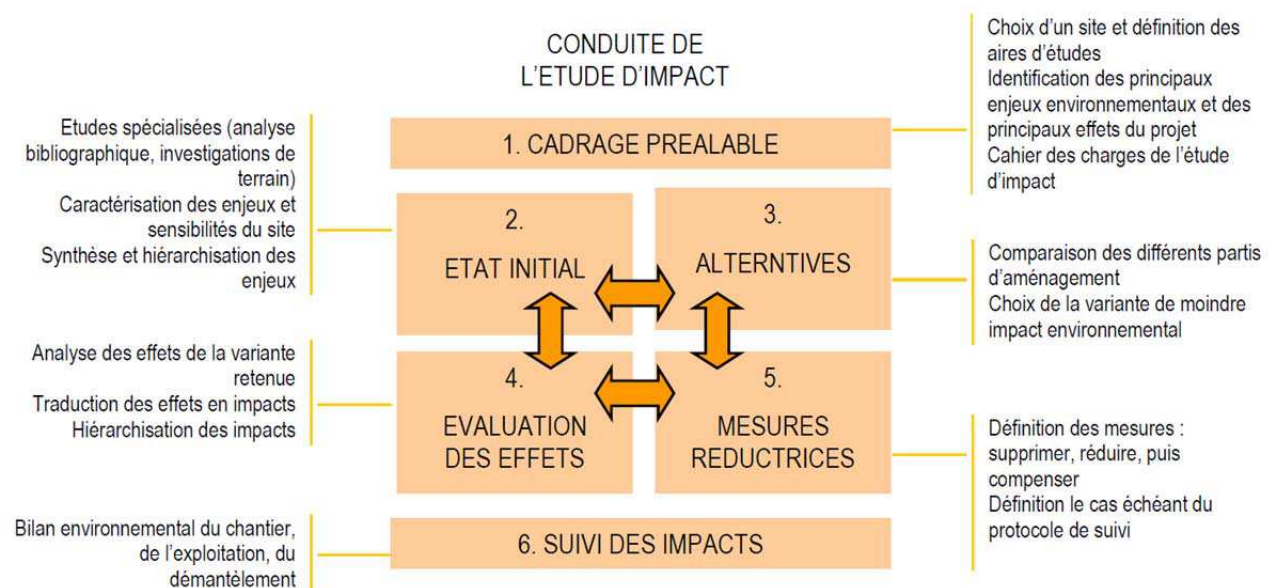 CONDUITE DE
L'ETUDE D'IMPACT
Choix d'un site et définition des
aires d'études
Identification des principaux
enjeux environnementaux et des
principaux effets du projet
Cahier des charges de l'étude
d'impact
1. CADRAGE PREALABLE
Etudes spécialisées (analyse
bibliographique, investigations de
terrain)
Caractérisation des enjeux et
sensibilités du site
Synthèse et hiérarchisation des
enjeux
2.
ETAT INITIAL
3.
ALTERNTIVES
Comparaison des différents partis
d'aménagement
Choix de la variante de moindre
impact environnemental
Analyse des effets de la variante
retenue
Traduction des effets en impacts
Hiérarchisation des impacts
4.
EVALUATION
DES EFFETS
5.
MESURES
REDUCTRICES
Définition des mesures :
supprimer, réduire, puis
compenser
Définition le cas échéant du
protocole de suivi
Bilan environnemental du chantier,
de l'exploitation, du
démantèlement
6. SUIVI DES IMPACTS